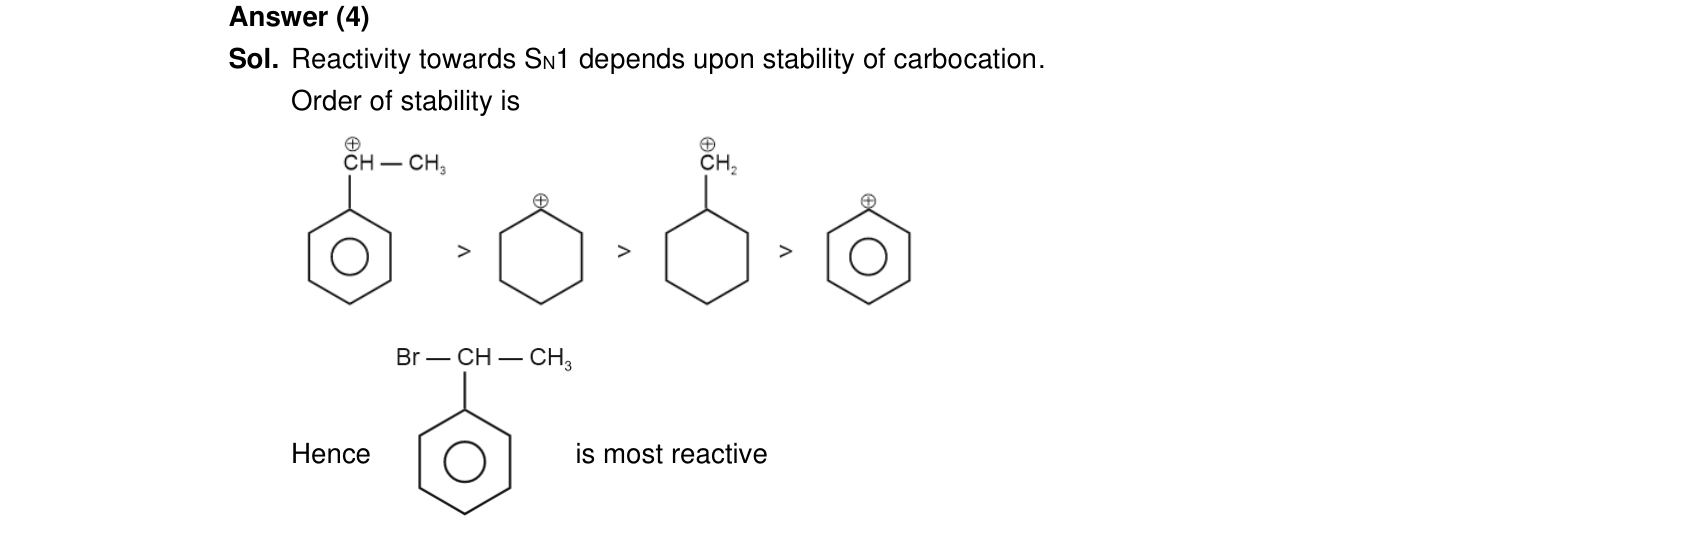 Answer (4)
Sol. Reactivity towards SN1 depends upon stability of carbocation.
Order of stability is
⊕ ⊕
CH — CH₃ CH₂
⊕ ⊕
> > >
Br — CH — CH₃
Hence is most reactive